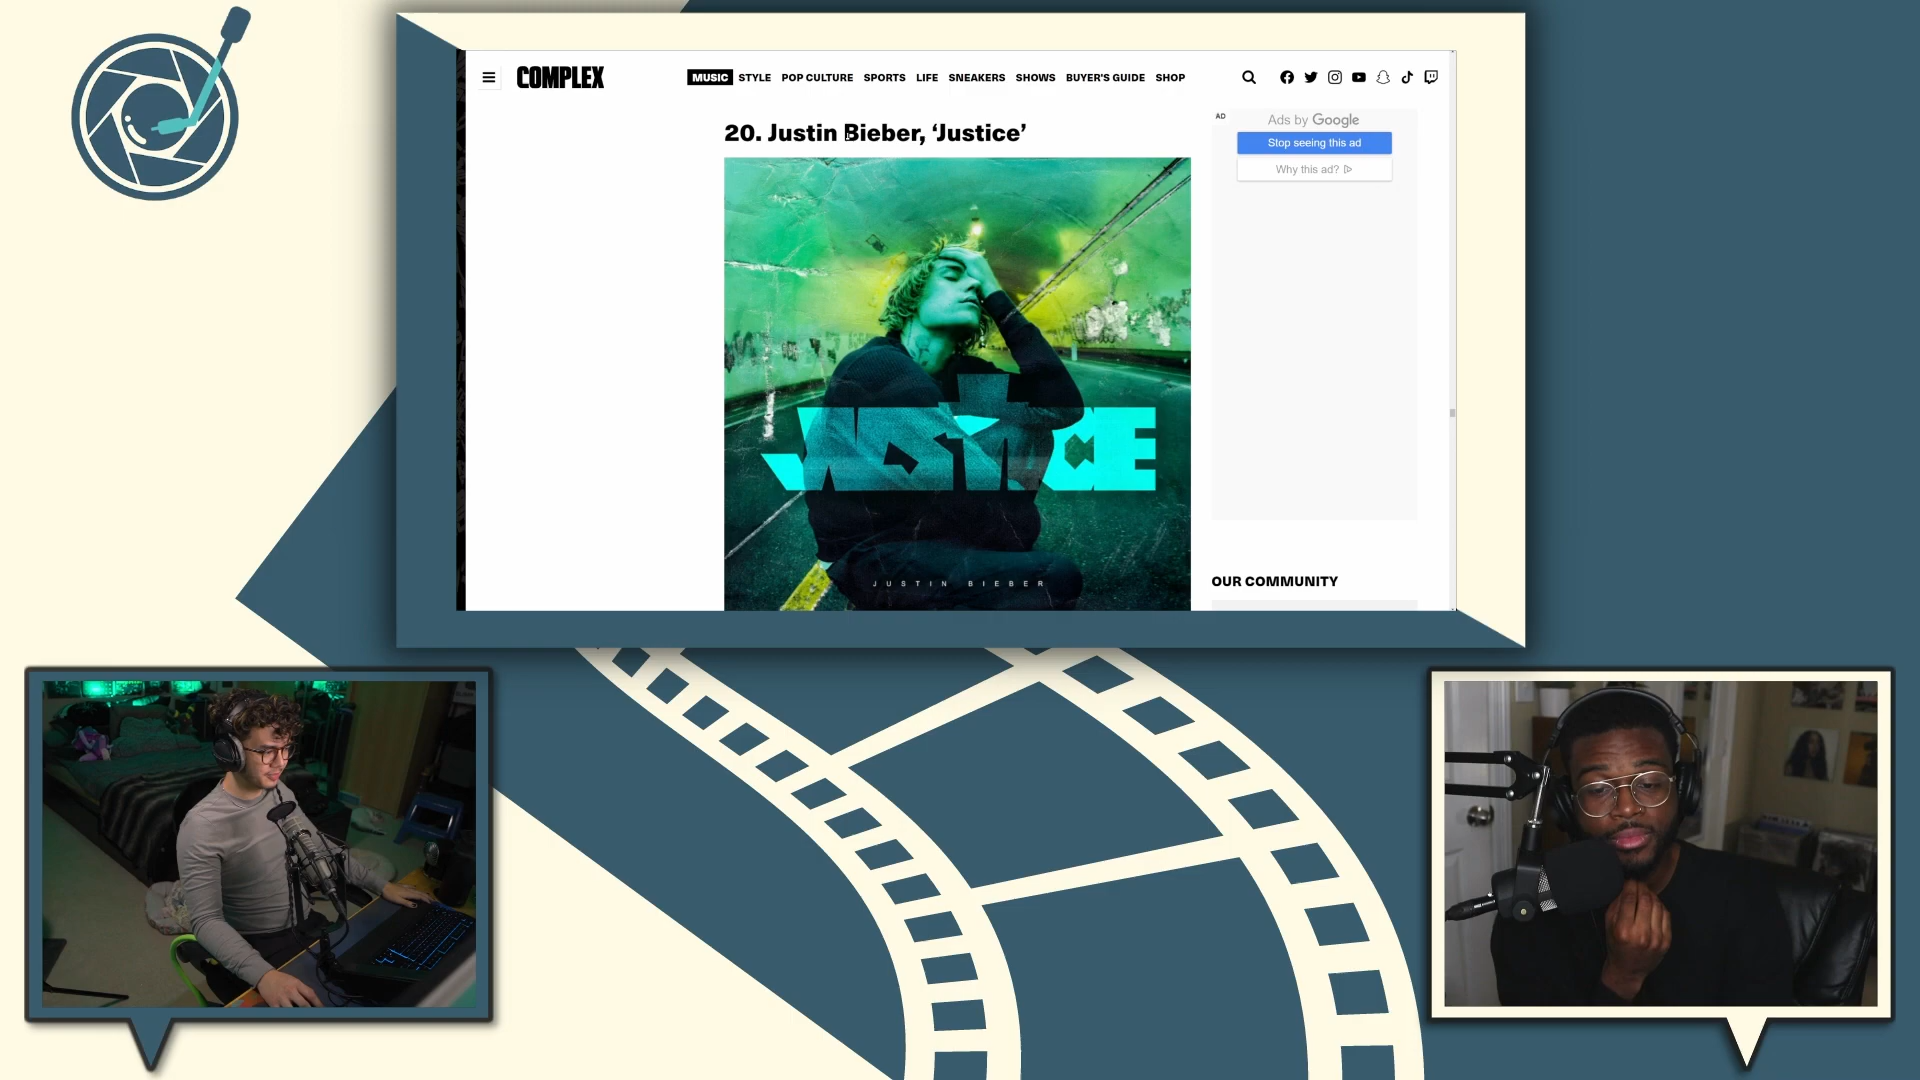 COMPLEX
MUSIC STYLE POP CULTURE SPORTS LIFE SNEAKERS SHOWS BUYER'S GUIDE SHOP
20. Justin Bieber, ‘Justice’
AD
Ads by Google
Stop seeing this ad
Why this ad?
JUSTICE
JUSTIN BIEBER
OUR COMMUNITY